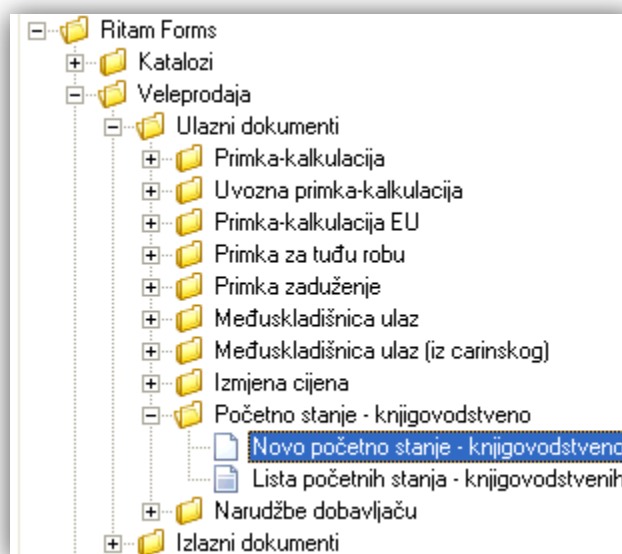 Ritam Forms
Katalozi
Veleprodaja
Ulazni dokumenti
Primka-kalkulacija
Uvozna primka-kalkulacija
Primka-kalkulacija EU
Primka za tuđu robu
Primka zaduženje
Međuskladišnica ulaz
Međuskladišnica ulaz (iz carinskog)
Izmjena cijena
Početno stanje - knjigovodstveno
Novo početno stanje - knjigovodstveno
Lista početnih stanja - knjigovodstvenih
Narudžbe dobavljaču
Izlazni dokumenti